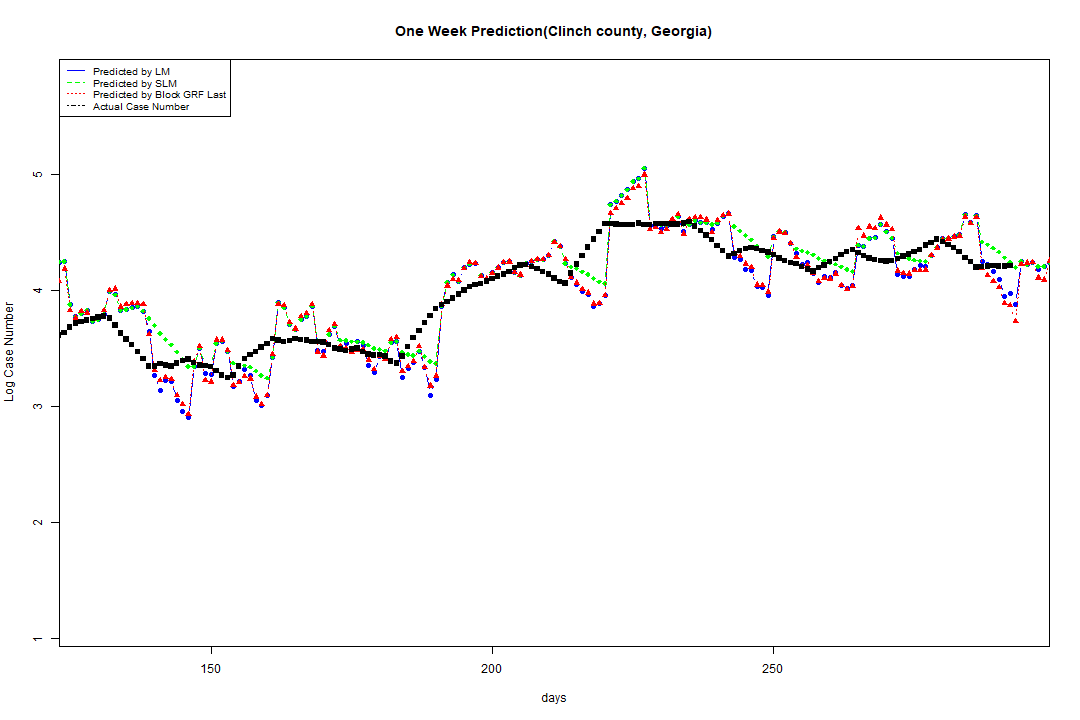 One Week Prediction(Clinch county, Georgia)
Predicted by LM
Predicted by SLM
Predicted by Block GRF Last
Actual Case Number
5
4
3
2
1
Log Case Number
150 200 250
days